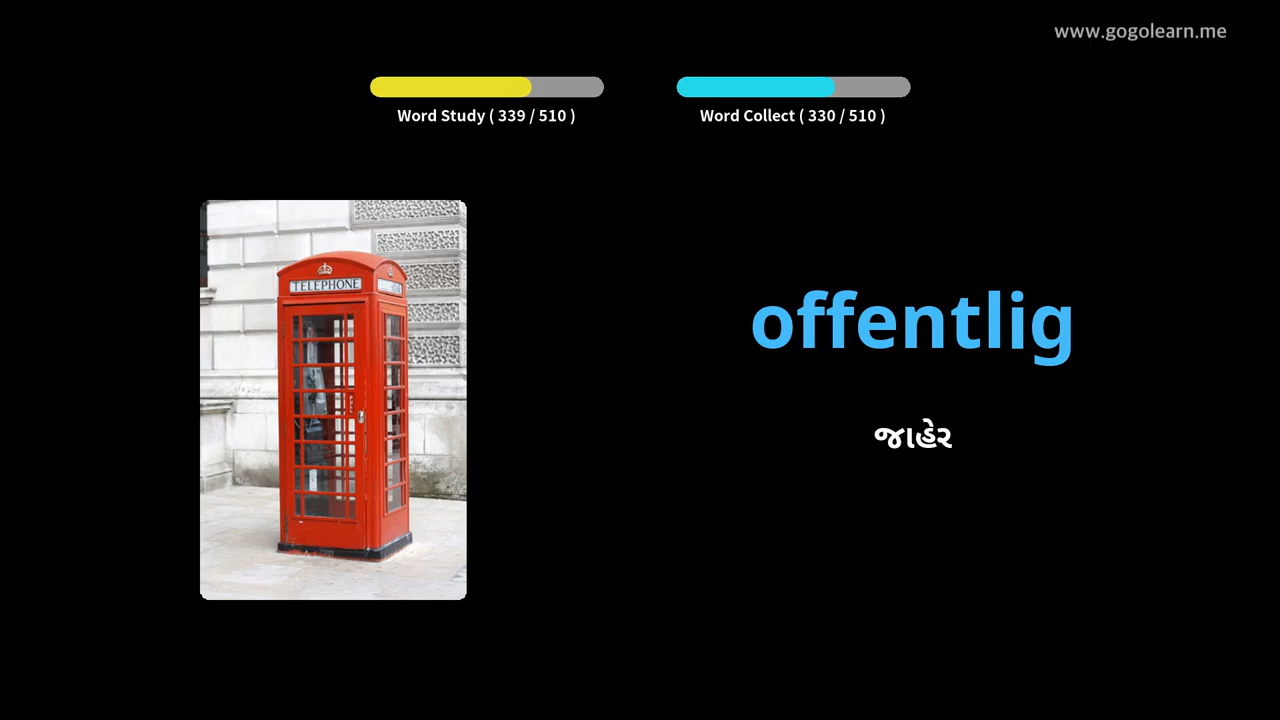 www.gogolearn.me
Word Study ( 339 / 510 )
Word Collect ( 330 / 510 )
TELEPHONE
offentlig
જાહેર